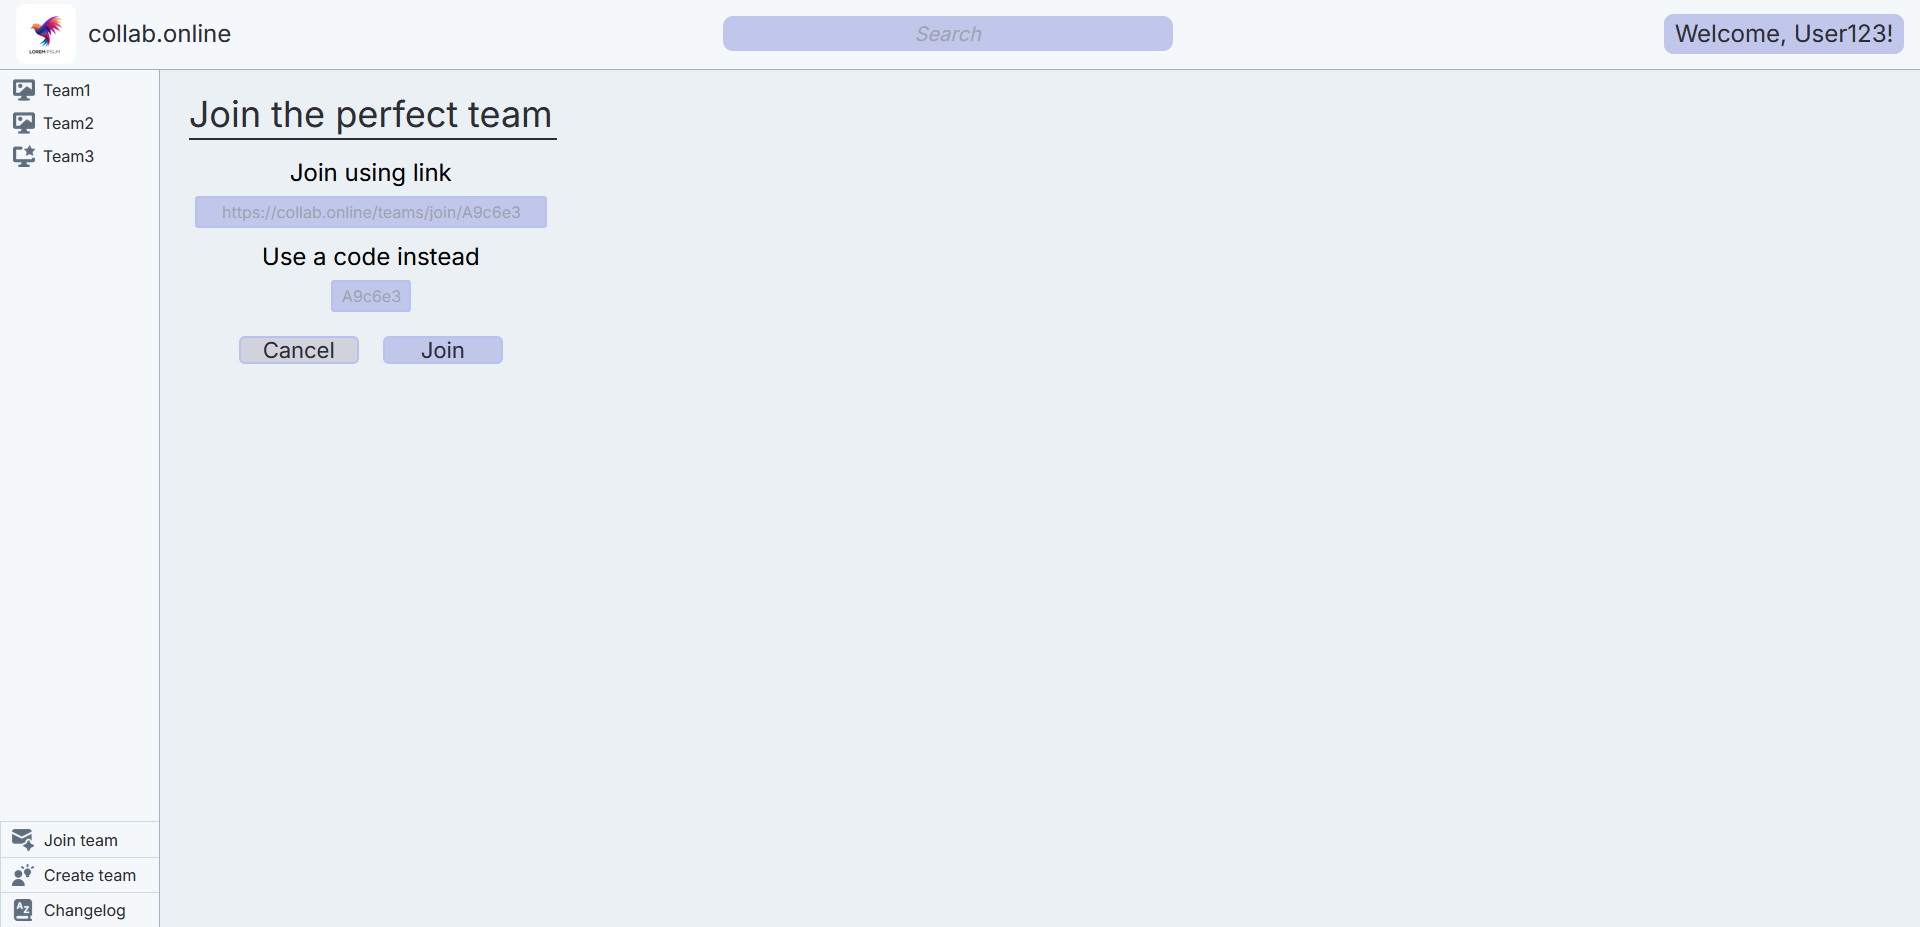 LOREM IPSUM
collab.online
Search
Welcome, User123!
Team1
Team2
Team3
Join the perfect team
Join using link
https://collab.online/teams/join/A9c6e3
Use a code instead
A9c6e3
Cancel
Join
Join team
Create team
AZ
Changelog